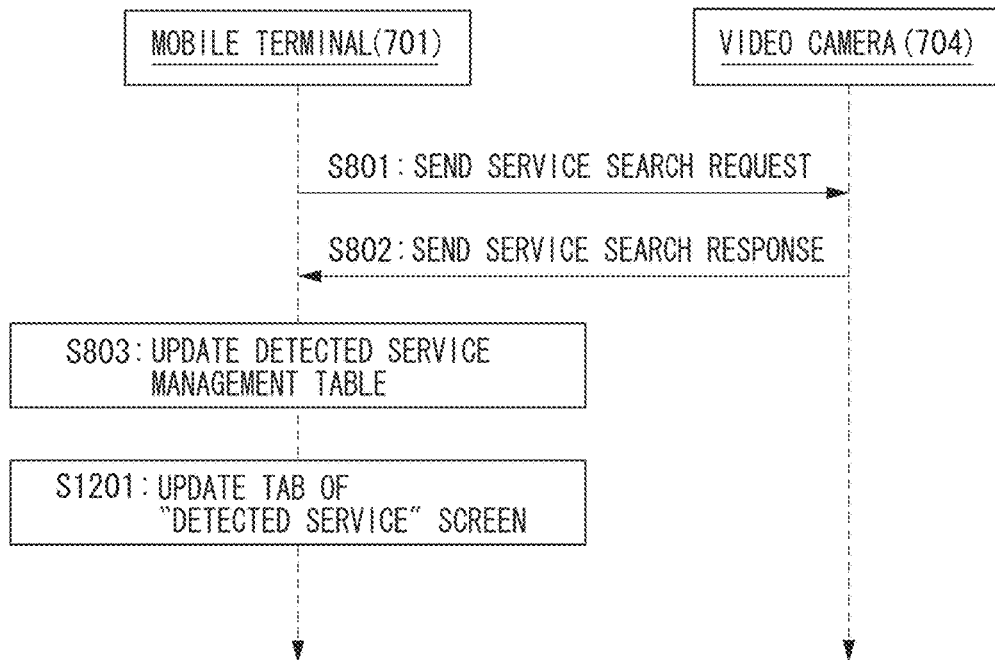 MOBILE TERMINAL(701)
VIDEO CAMERA(704)
S801:SEND SERVICE SEARCH REQUEST
S802:SEND SERVICE SEARCH RESPONSE
S803:UPDATE DETECTED SERVICE
MANAGEMENT TABLE
S1201:UPDATE TAB OF
"DETECTED SERVICE" SCREEN